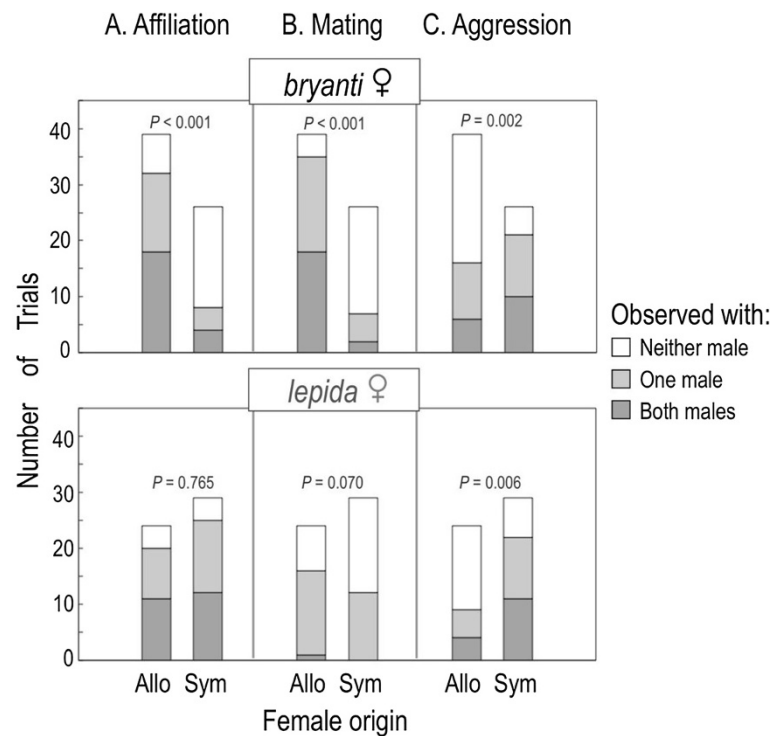 A. Affiliation B. Mating C. Aggression
bryanti ♀
P < 0.001 P < 0.001 P = 0.002
40
30
20
10
0
Number of Trials
Observed with:
Neither male
One male
Both males
lepida ♀
P = 0.765 P = 0.070 P = 0.006
40
30
20
10
0
Allo Sym Allo Sym Allo Sym
Female origin